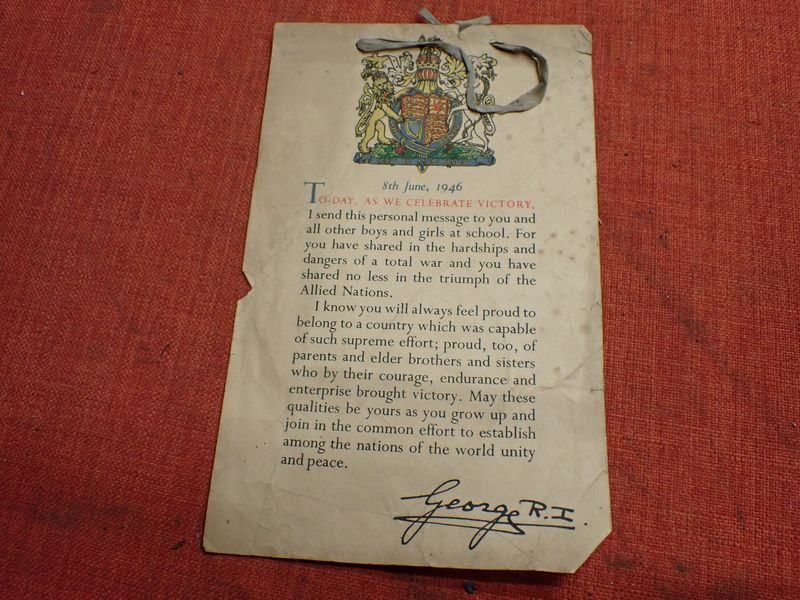 8th June, 1946
TO-DAY, AS WE CELEBRATE VICTORY,
I send this personal message to you and
all other boys and girls at school. For
you have shared in the hardships and
dangers of a total war and you have
shared no less in the triumph of the
Allied Nations.
I know you will always feel proud to
belong to a country which was capable
of such supreme effort; proud, too, of
parents and elder brothers and sisters
who by their courage, endurance and
enterprise brought victory. May these
qualities be yours as you grow up and
join in the common effort to establish
among the nations of the world unity
and peace.
George R.I.